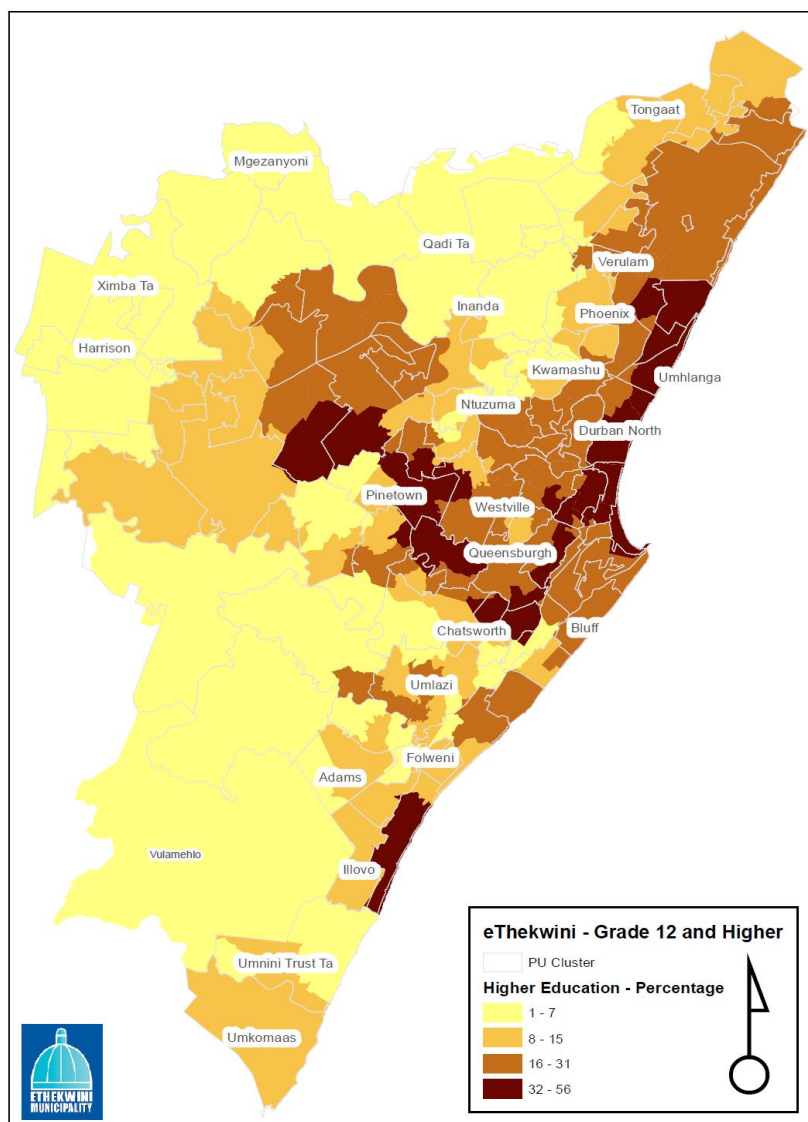 Tongaat
Mgezanyoni
Qadi Ta
Verulam
Ximba Ta
Inanda
Phoenix
Harrison
Kwamashu
Umhlanga
Ntuzuma
Durban North
Pinetown
Westville
Queensburgh
Chatsworth
Bluff
Umlazi
Folweni
Adams
Vulamehlo
Illovo
Umnini Trust Ta
Umkomaas
eThekwini - Grade 12 and Higher
PU Cluster
Higher Education - Percentage
1 - 7
8 - 15
16 - 31
32 - 56
ETHEKWINI
MUNICIPALITY